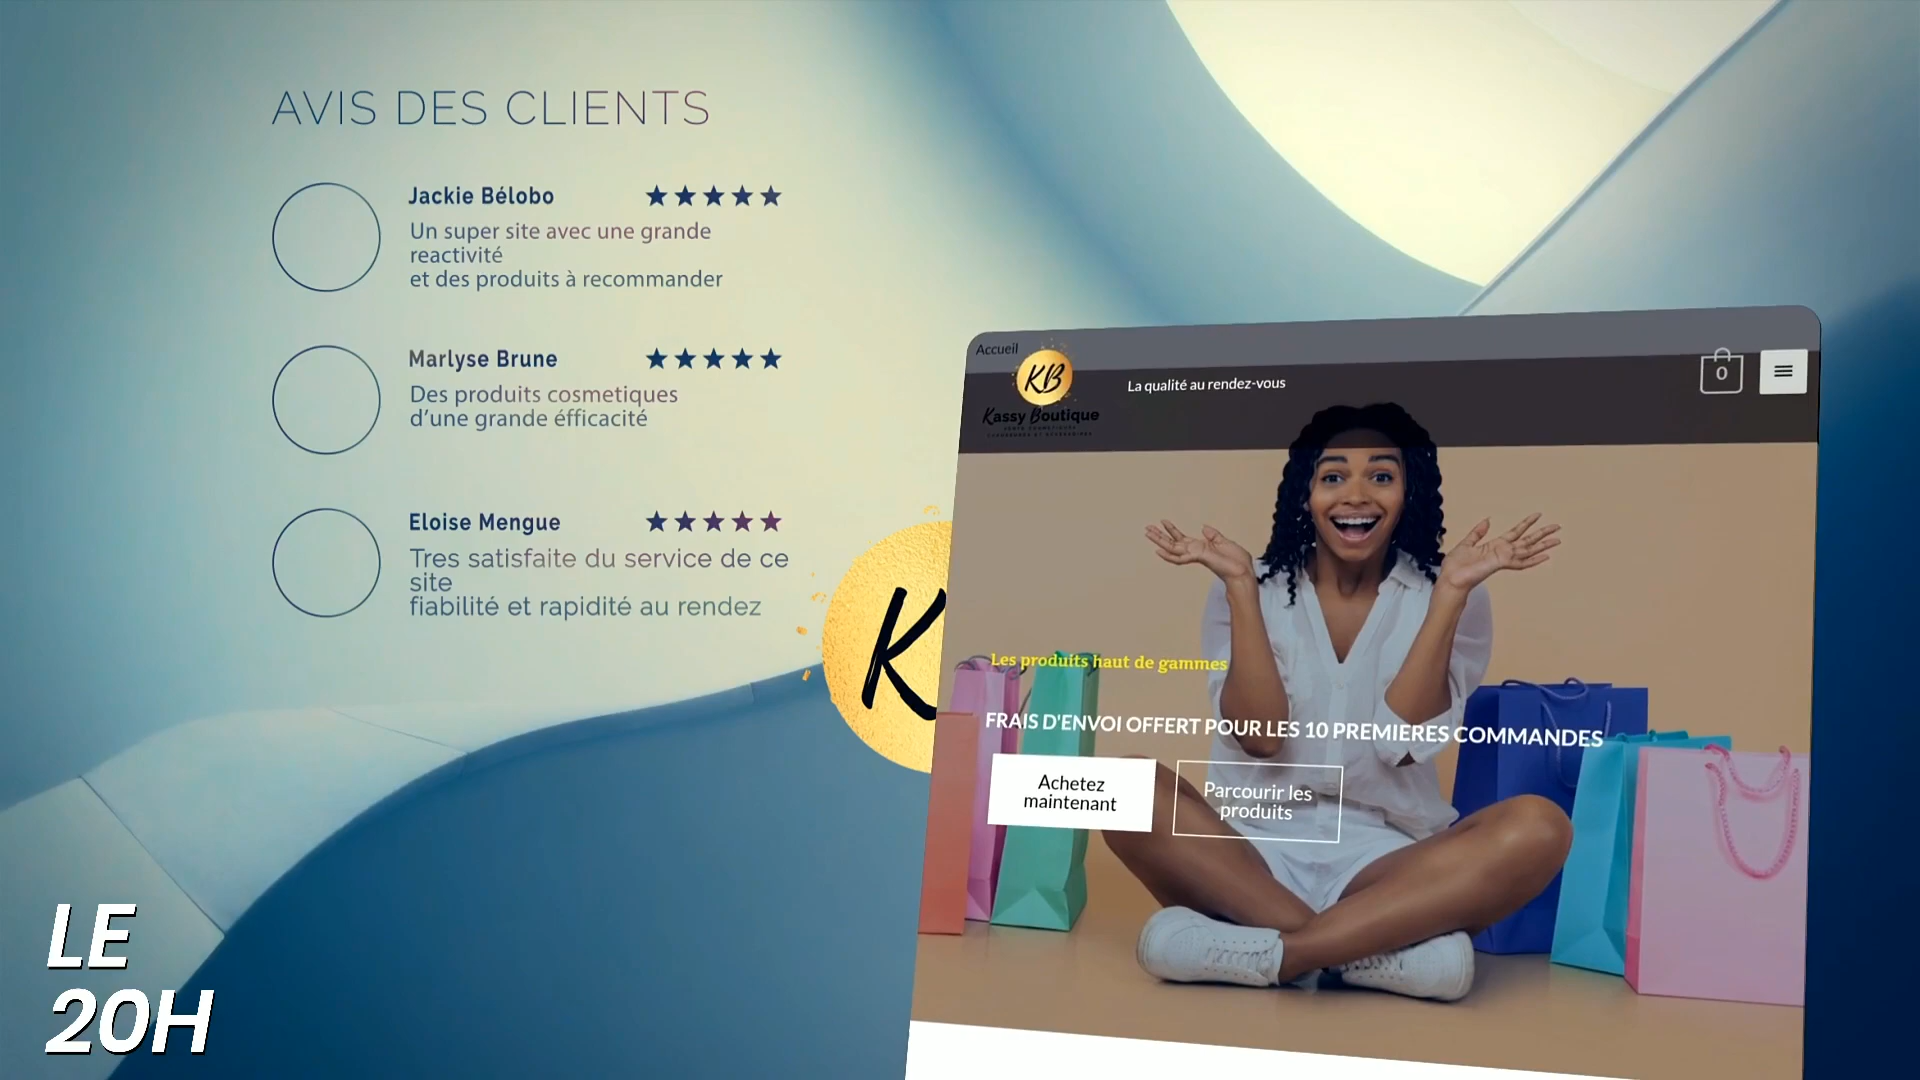 AVIS DES CLIENTS
Jackie Bélobo
Un super site avec une grande
reactivité
et des produits à recommander
Marlyse Brune
Des produits cosmetiques
d’une grande éfficacité
Eloise Mengue
Tres satisfaite du service de ce
site
fiabilité et rapidité au rendez
K
Accueil
KB
Kassy Boutique
La qualité au rendez-vous
0
Les produits haut de gammes
FRAIS D'ENVOI OFFERT POUR LES 10 PREMIERES COMMANDES
Achetez
maintenant
Parcourir les
produits
LE
20H